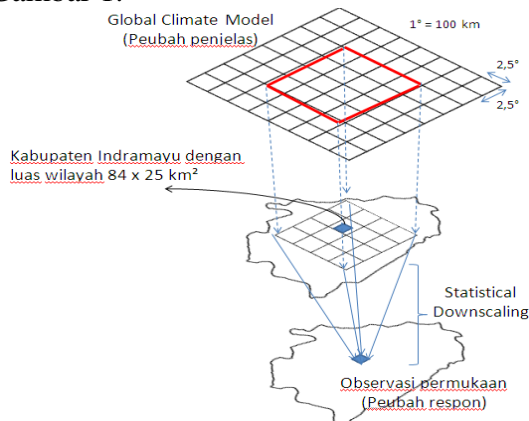 Global Climate Model
(Peubah penjelas)
1° = 100 km
2,5°
2,5°
Kabupaten Indramayu dengan
luas wilayah 84 x 25 km²
Statistical
Downscaling
Observasi permukaan
(Peubah respon)